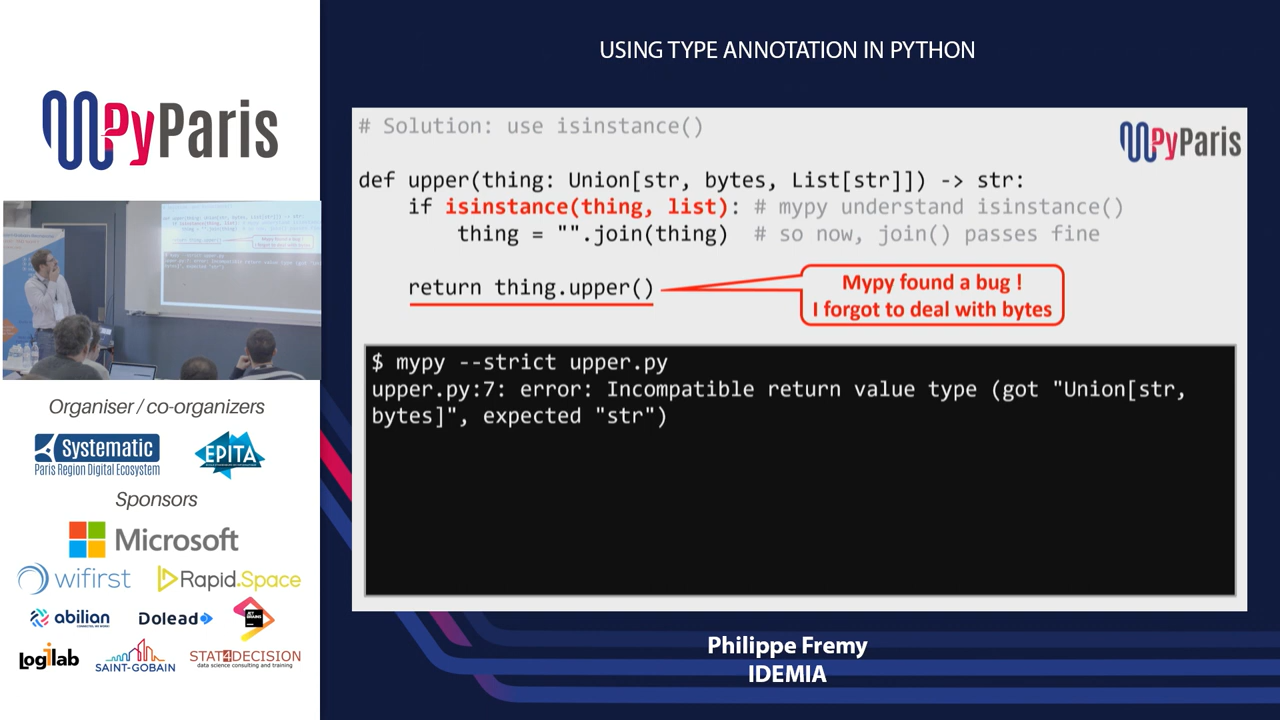 USING TYPE ANNOTATION IN PYTHON
PyParis
# Solution: use isinstance()
PyParis
def upper(thing: Union[str, bytes, List[str]]) -> str:
if isinstance(thing, list): # mypy understand isinstance()
thing = "".join(thing) # so now, join() passes fine
return thing.upper()
Mypy found a bug !
I forgot to deal with bytes
$ mypy --strict upper.py
upper.py:7: error: Incompatible return value type (got "Union[str,
bytes]", expected "str")
Organiser / co-organizers
Systematic
Paris Region Digital Ecosystem
EPITA
Sponsors
Microsoft
wifirst
Rapid.Space
abilian
Dolead
JET
BRAINS
Logilab
SAINT-GOBAIN
STAT4DECISION
data science consulting and training
Philippe Fremy
IDEMIA